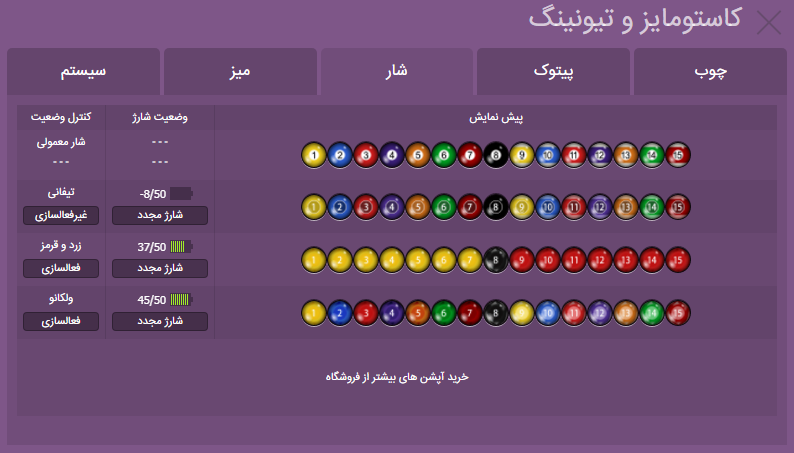 کاستومایز و تیونینگ
چوب پیتوک شار میز سیستم
پیش نمایش وضعیت شارژ کنترل وضعیت
1 2 3 4 5 6 7 8 9 10 11 12 13 14 15 --- شار معمولی
--- ---
1 2 3 4 5 6 7 8 9 10 11 12 13 14 15 -8/50 تیفانی
شارژ مجدد غیرفعالسازی
1 1 1 1 1 1 1 8 9 10 11 12 13 14 15 37/50 زرد و قرمز
شارژ مجدد فعالسازی
1 2 3 4 5 6 7 8 9 10 11 12 13 14 15 45/50 ولکانو
شارژ مجدد فعالسازی
خرید آپشن های بیشتر از فروشگاه